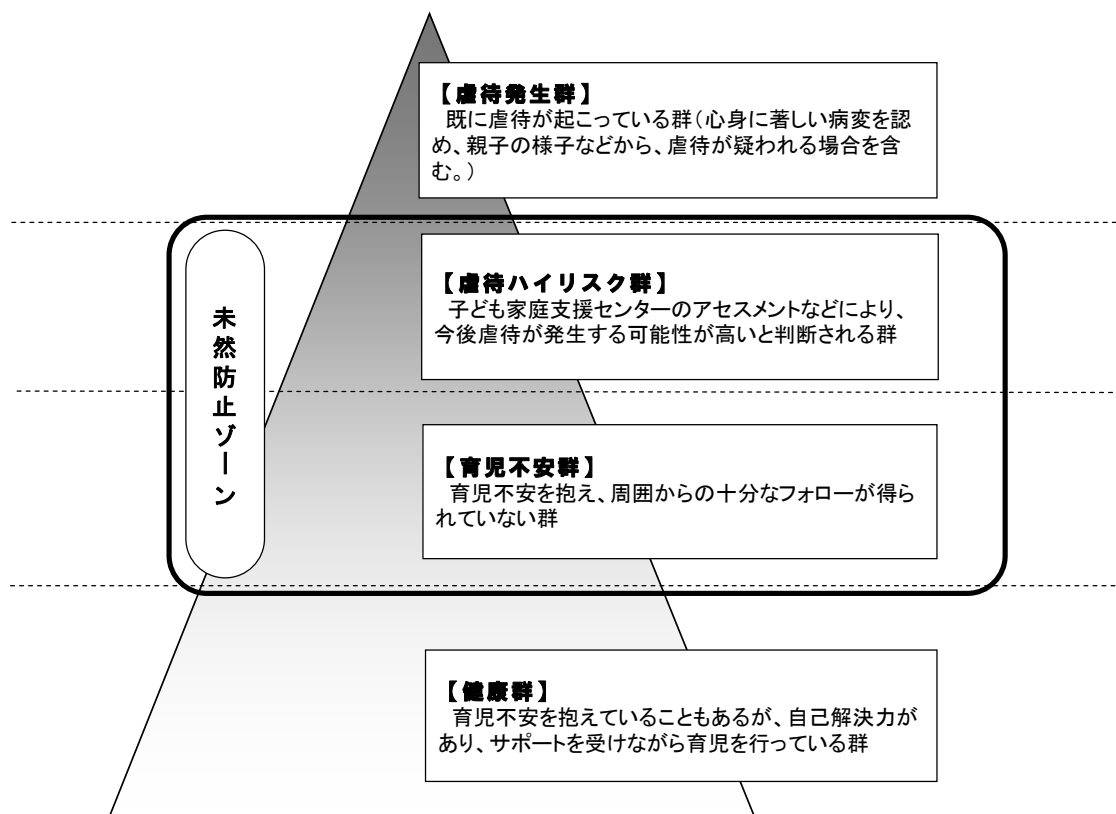 【虐待発生群】
既に虐待が起こっている群（心身に著しい病変を認
め、親子の様子などから、虐待が疑われる場合を含
む。）
未然防止ゾーン
【虐待ハイリスク群】
子ども家庭支援センターのアセスメントなどにより、
今後虐待が発生する可能性が高いと判断される群
【育児不安群】
育児不安を抱え、周囲からの十分なフォローが得ら
れていない群
【健康群】
育児不安を抱えていることもあるが、自己解決力が
あり、サポートを受けながら育児を行っている群